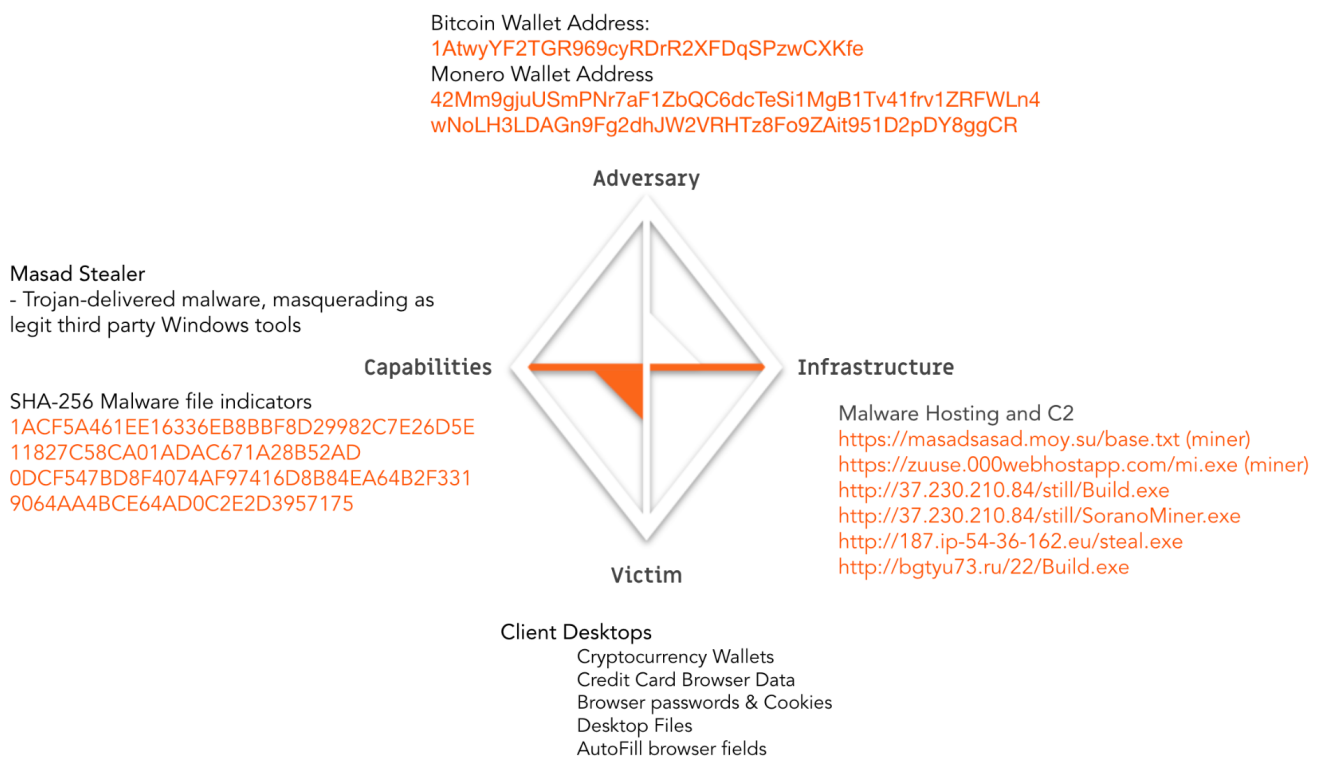 Bitcoin Wallet Address:
1AtwyYF2TGR969cyRDrR2XFDqSPzwCXKfe
Monero Wallet Address
42Mm9gjuUSmPNr7aF1ZbQC6dcTeSi1MgB1Tv41frv1ZRFWLn4
wNoLH3LDAGn9Fg2dhJW2VRHTz8Fo9ZAit951D2pDY8ggCR
Adversary
Masad Stealer
- Trojan-delivered malware, masquerading as
legit third party Windows tools
Capabilities
SHA-256 Malware file indicators
1ACF5A461EE16336EB8BBF8D29982C7E26D5E
11827C58CA01ADAC671A28B52AD
0DCF547BD8F4074AF97416D8B84EA64B2F331
9064AA4BCE64AD0C2E2D3957175
Infrastructure
Malware Hosting and C2
https://masadsasad.moy.su/base.txt (miner)
https://zuuse.000webhostapp.com/mi.exe (miner)
http://37.230.210.84/still/Build.exe
http://37.230.210.84/still/SoranoMiner.exe
http://187.ip-54-36-162.eu/steal.exe
http://bgtyu73.ru/22/Build.exe
Victim
Client Desktops
Cryptocurrency Wallets
Credit Card Browser Data
Browser passwords & Cookies
Desktop Files
AutoFill browser fields